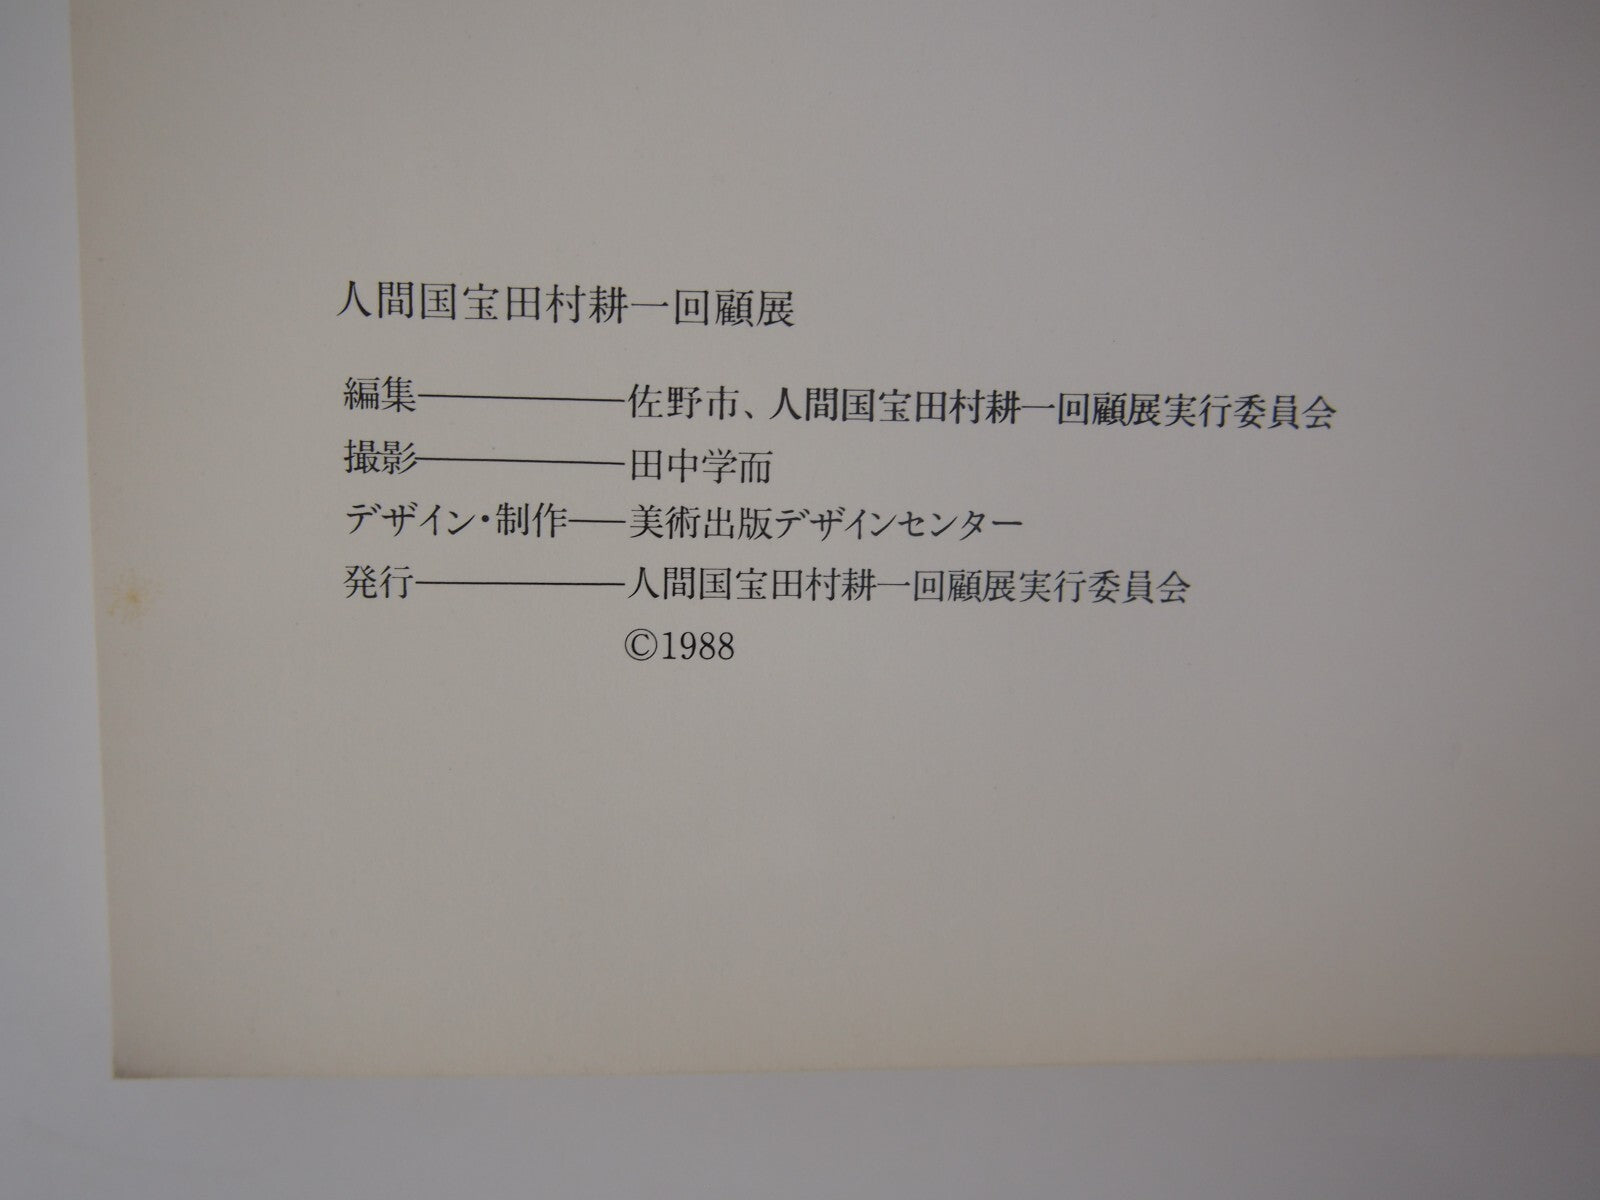 人間国宝田村耕一回顧展
編集――――――佐野市、人間国宝田村耕一回顧展実行委員会
撮影――――――田中学而
デザイン・制作――美術出版デザインセンター
発行――――――人間国宝田村耕一回顧展実行委員会
©1988